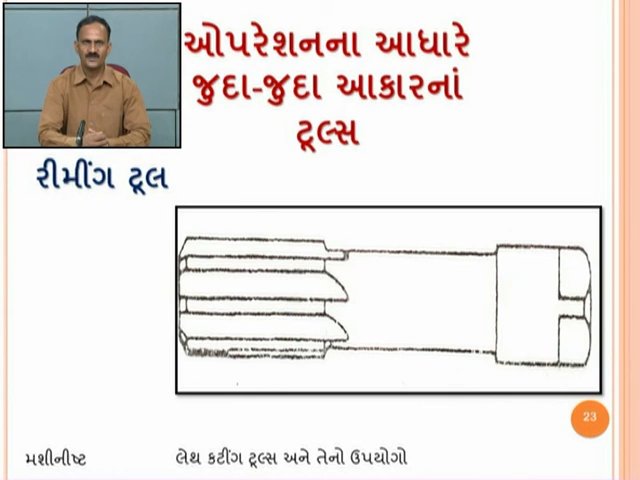 ઓપરેશનના આધારે
જુદા-જુદા આકારનાં
ટૂલ્સ
રીમીંગ ટૂલ
23
મશીનીષ્ટ
લેથ કટીંગ ટૂલ્સ અને તેનો ઉપયોગો